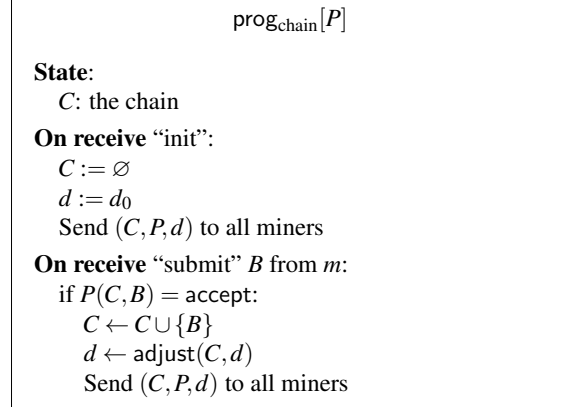 prog_chain[P]
State:
C: the chain
On receive “init”:
C := ∅
d := d_0
Send (C, P, d) to all miners
On receive “submit” B from m:
if P(C, B) = accept:
C ← C ∪ {B}
d ← adjust(C, d)
Send (C, P, d) to all miners